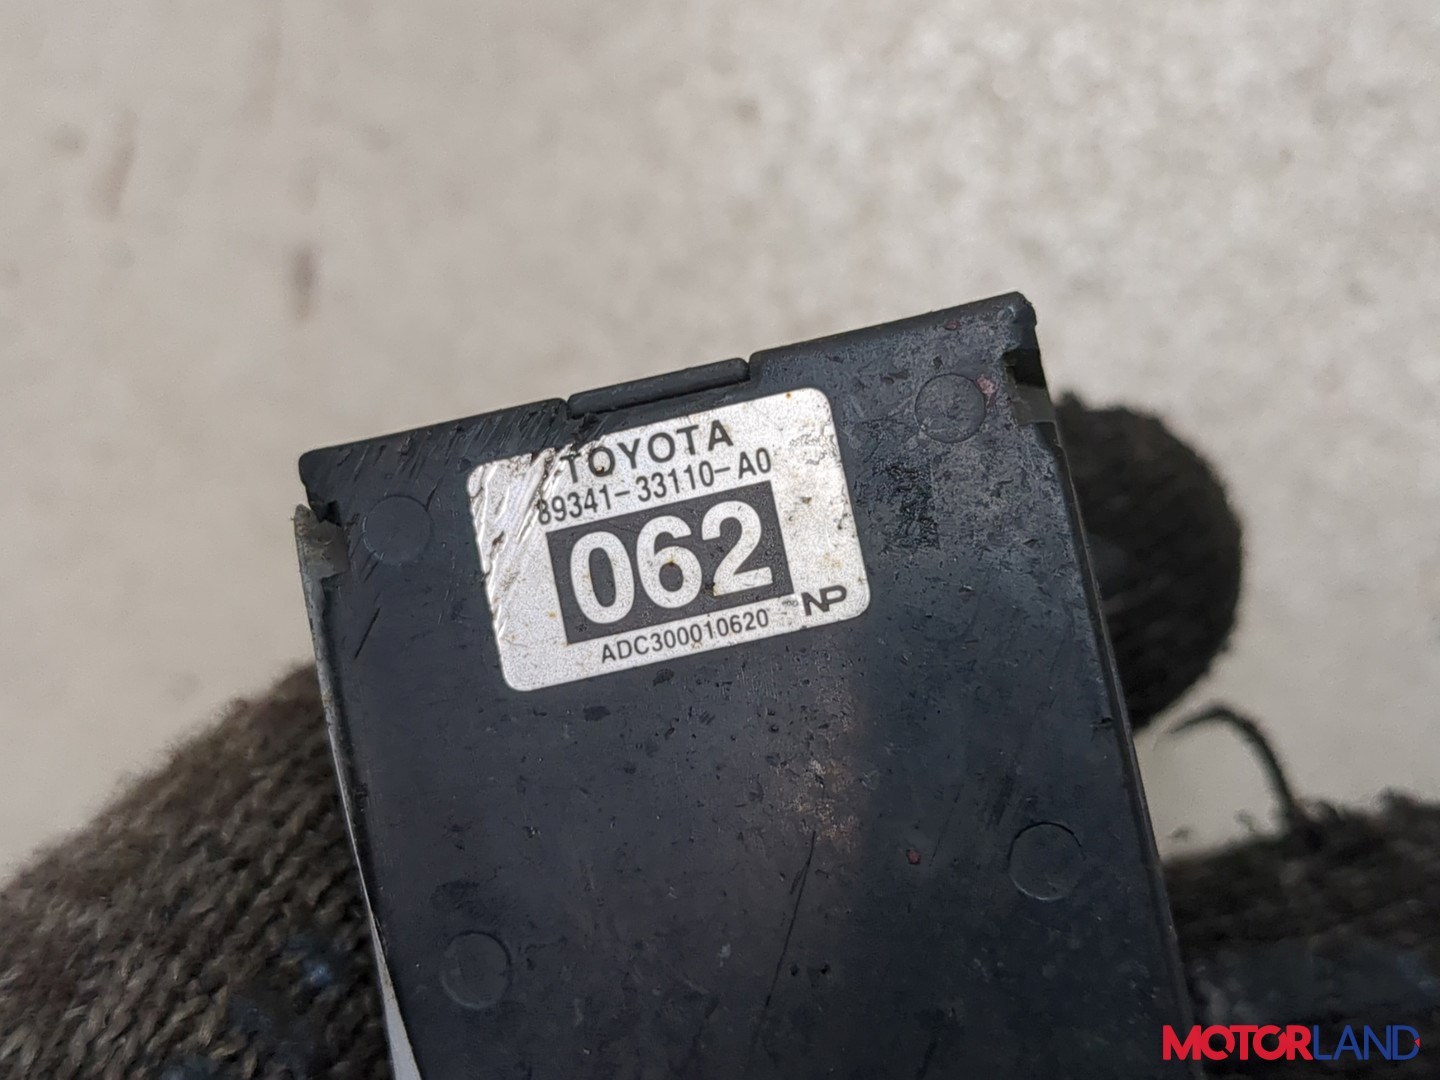 TOYOTA
89341-33110-A0
062
ADC300010620 NP
MOTORLAND